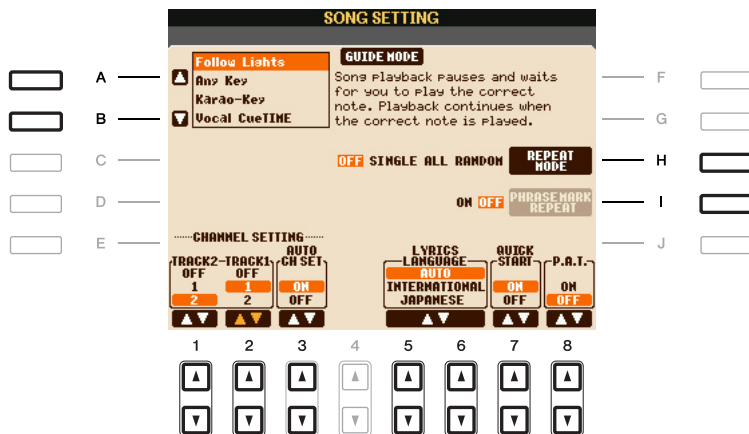 SONG SETTING
Follow Lights
Any Key
Karao-Key
Vocal CueTIME
GUIDE MODE
Song playback pauses and waits
for you to play the correct
note. Playback continues when
the correct note is played.
A
B
C
D
E
F
G
H
I
J
OFF SINGLE ALL RANDOM REPEAT MODE
ON OFF PHRASE MARK REPEAT
CHANNEL SETTING
TRACK2 TRACK1 AUTO CH SET
OFF OFF
1 1 ON
2 2 OFF
LYRICS LANGUAGE
AUTO
INTERNATIONAL
JAPANESE
QUICK START
ON
OFF
P.A.T.
ON
OFF
1 2 3 4 5 6 7 8